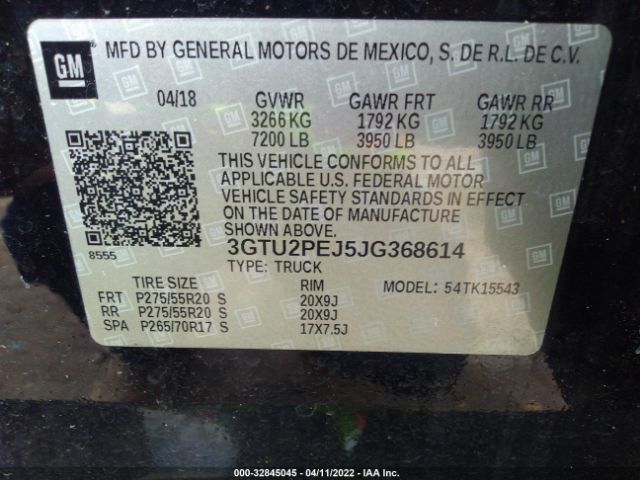 GM
MFD BY GENERAL MOTORS DE MEXICO, S. DE R.L. DE C.V.
04/18 GVWR GAWR FRT GAWR RR
3266 KG 1792 KG 1792 KG
7200 LB 3950 LB 3950 LB
THIS VEHICLE CONFORMS TO ALL
APPLICABLE U.S. FEDERAL MOTOR
VEHICLE SAFETY STANDARDS IN EFFECT
ON THE DATE OF MANUFACTURE
SHOWN ABOVE.
8555
3GTU2PEJ5JG368614
TYPE: TRUCK
TIRE SIZE RIM MODEL: 54TK15543
FRT P275/55R20 S 20X9J
RR P275/55R20 S 20X9J
SPA P265/70R17 S 17X7.5J
000-32845045 - 04/11/2022 - IAA Inc.